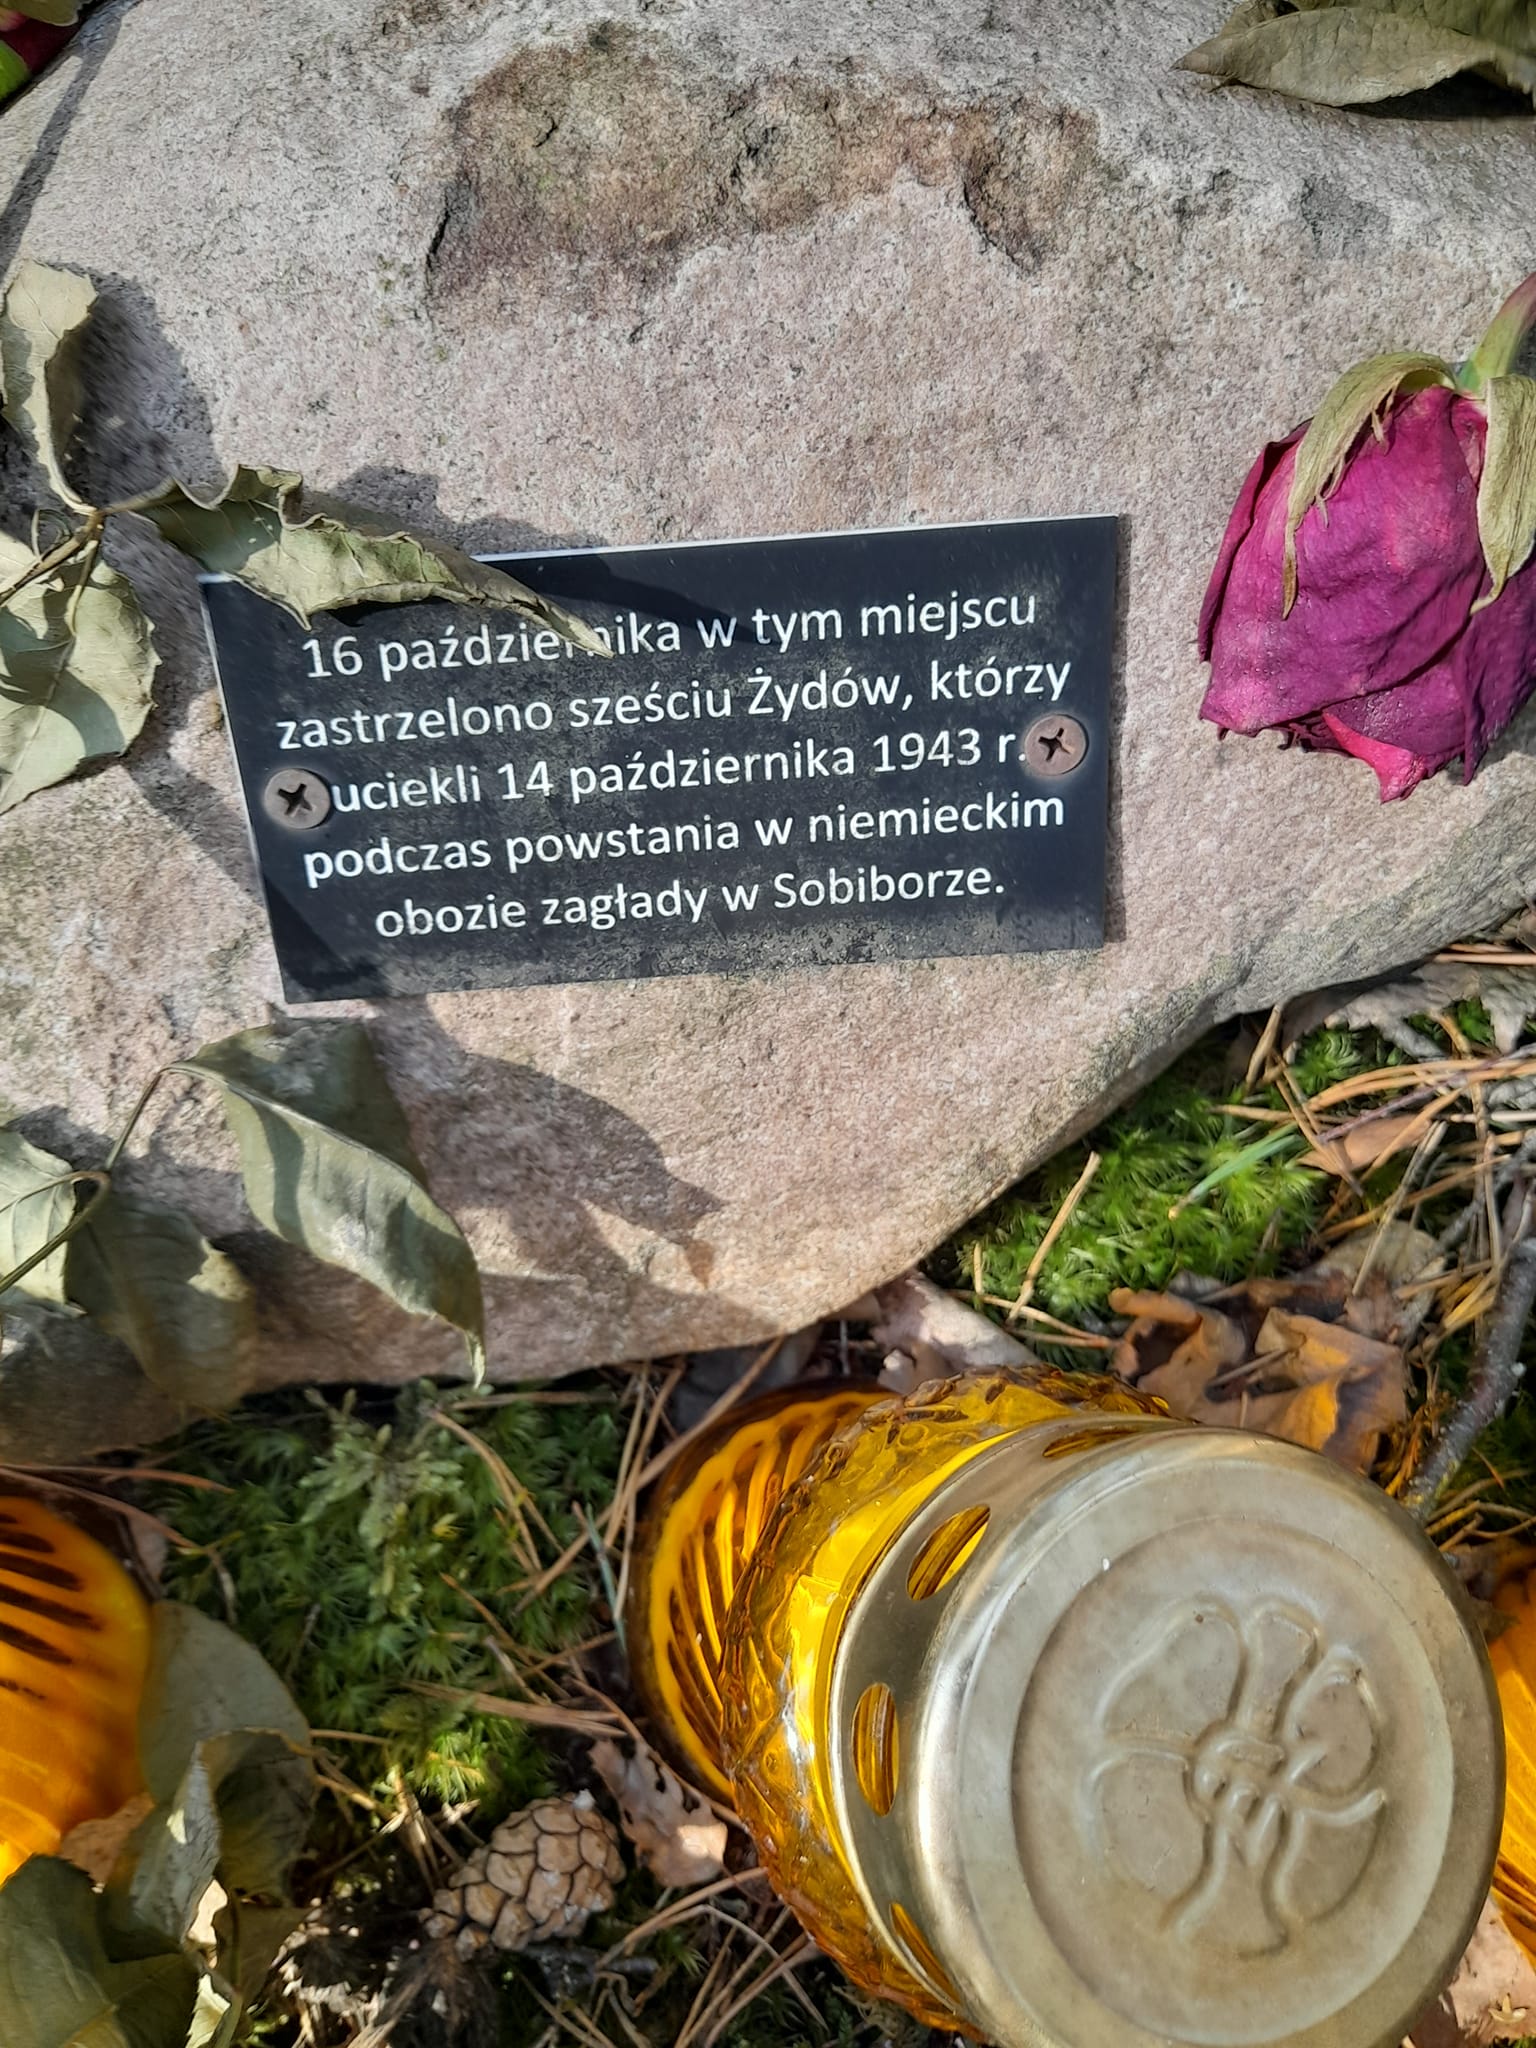 16 października w tym miejscu
zastrzelono sześciu Żydów, którzy
uciekli 14 października 1943 r.
podczas powstania w niemieckim
obozie zagłady w Sobiborze.